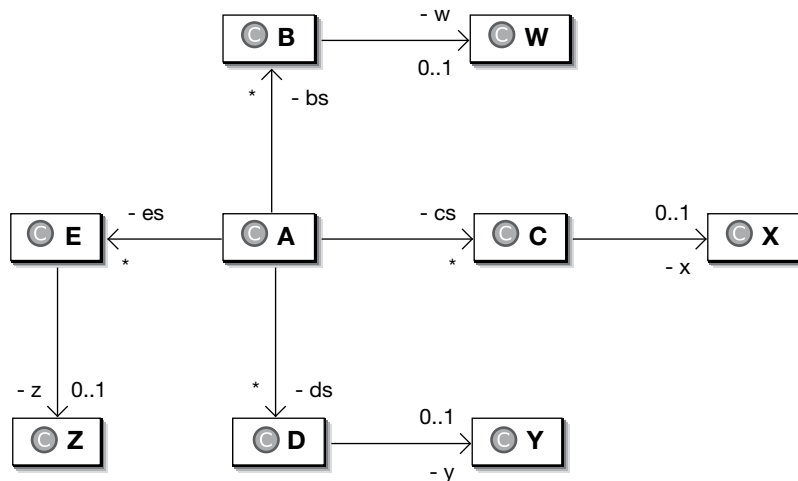 - w
C B
C W
0..1
* - bs
- es
- cs
0..1
C E
C A
C C
C X
*
*
- x
- z 0..1
* - ds
0..1
C Z
C D
C Y
- y